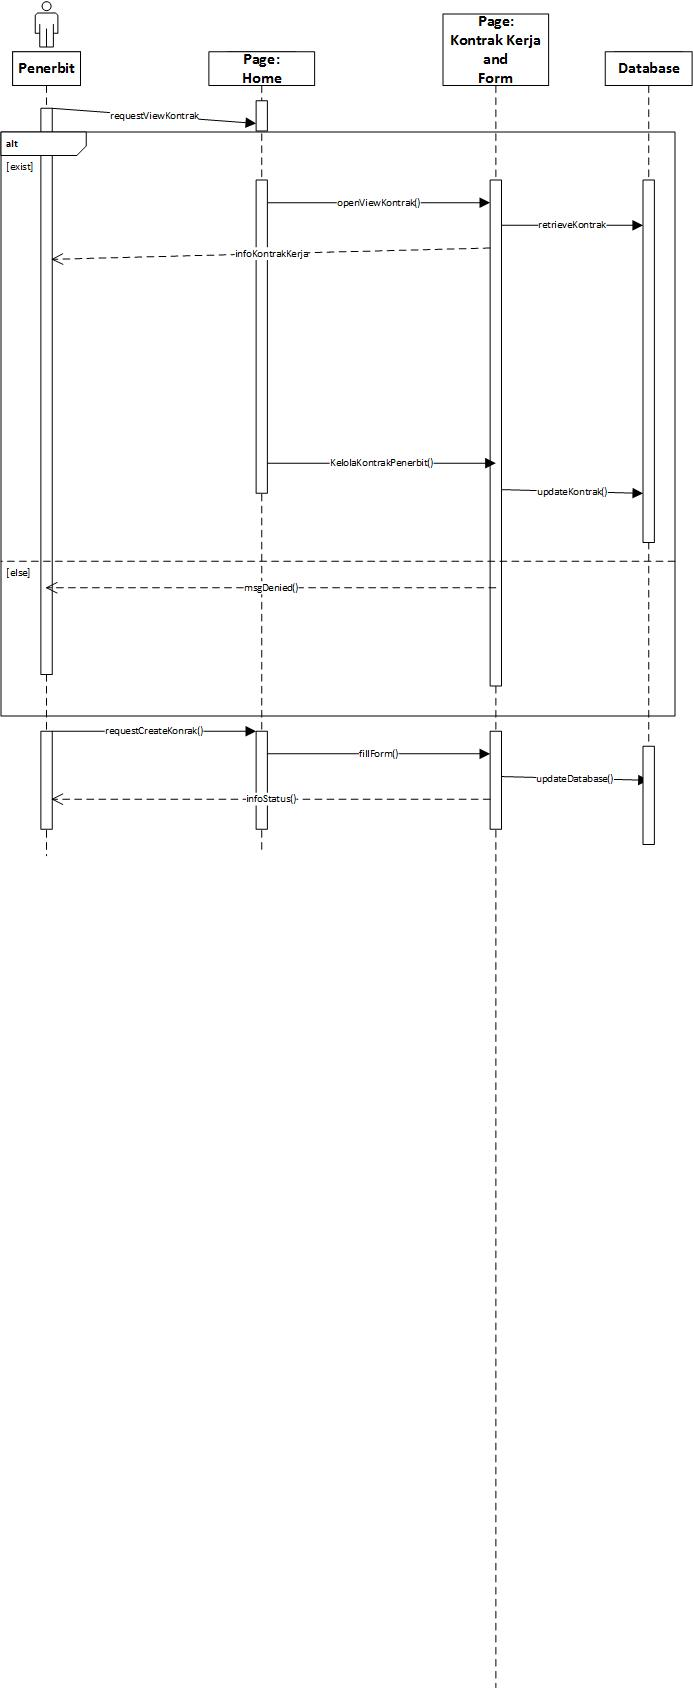 Penerbit
Page:
Home
Page:
Kontrak Kerja
and
Form
Database
requestViewKontrak
alt
[exist]
openViewKontrak()
retrieveKontrak
infoKontrakKerja
KelolaKontrakPenerbit()
updateKontrak()
[else]
msgDenied()
requestCreateKonrak()
fillForm()
updateDatabase()
infoStatus()